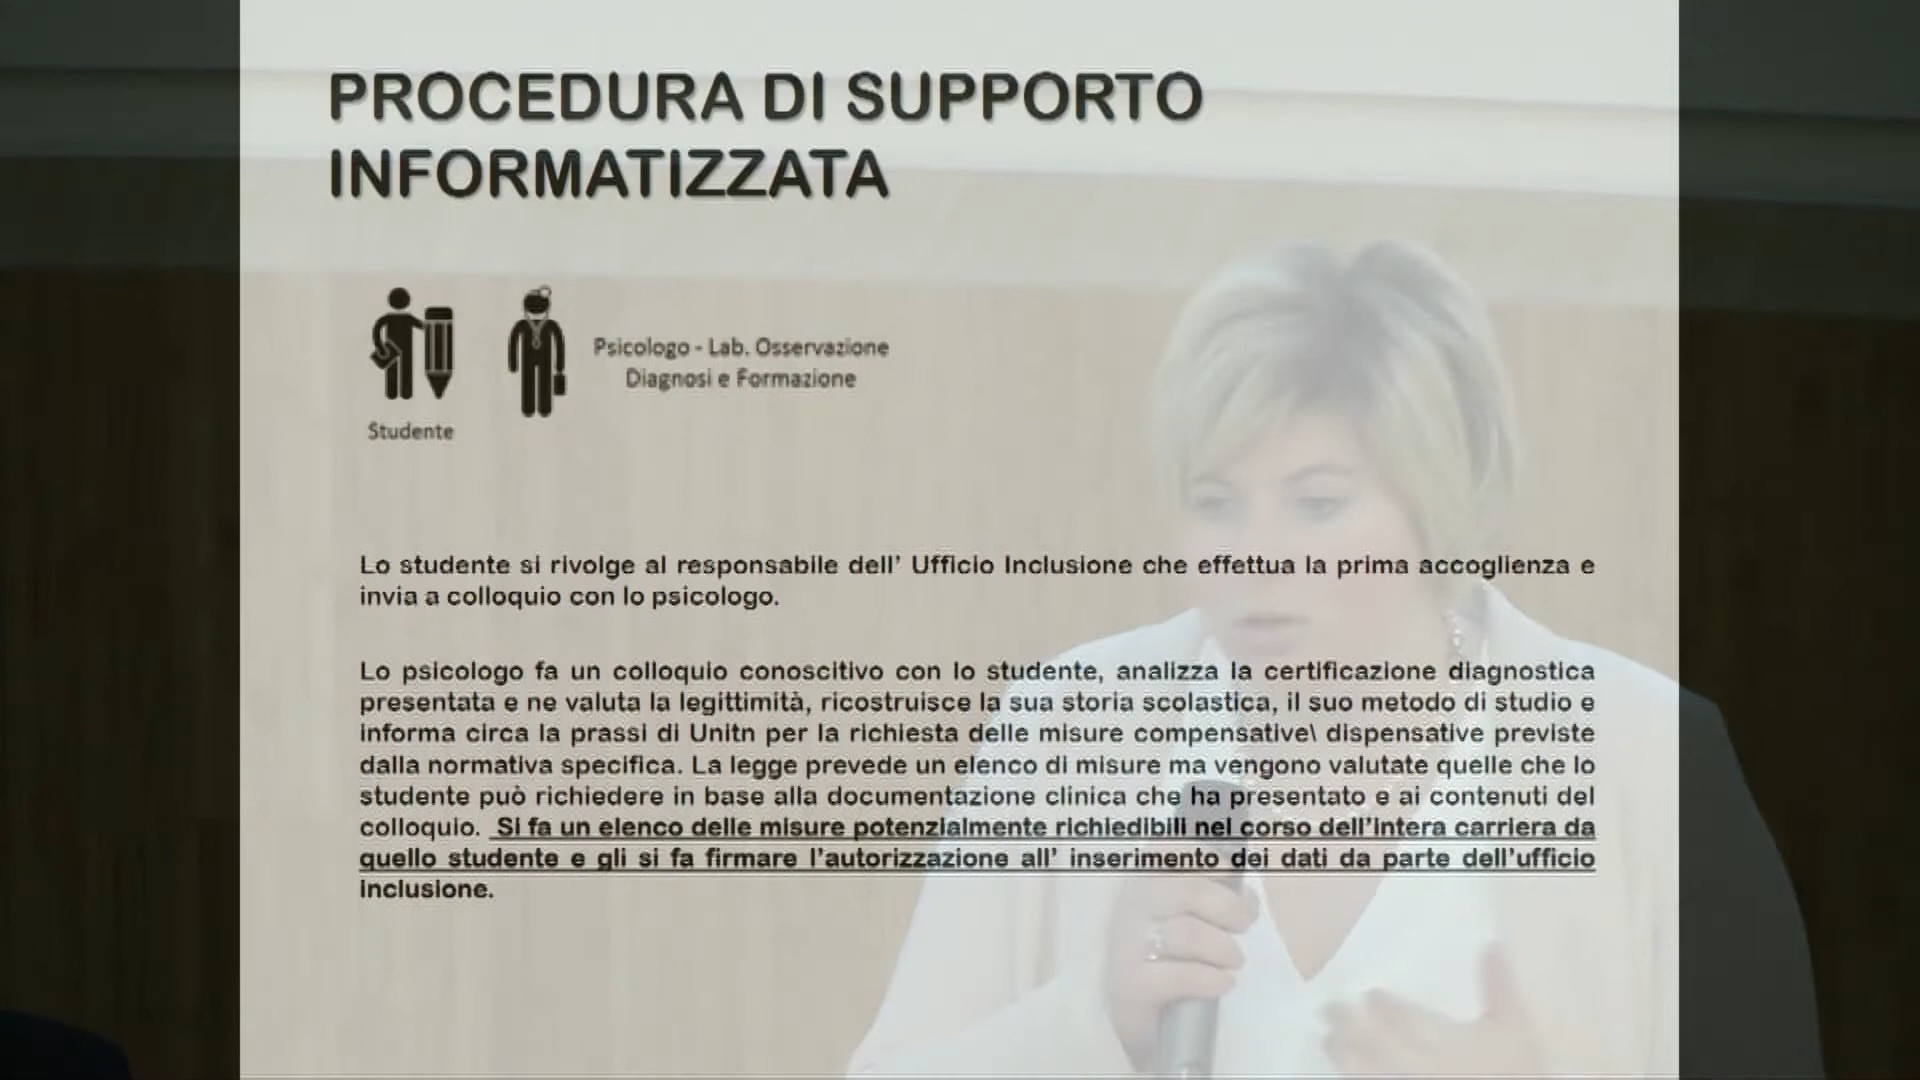 PROCEDURA DI SUPPORTO
INFORMATIZZATA
Psicologo - Lab. Osservazione
Diagnosi e Formazione
Studente
Lo studente si rivolge al responsabile dell' Ufficio Inclusione che effettua la prima accoglienza e
invia a colloquio con lo psicologo.
Lo psicologo fa un colloquio conoscitivo con lo studente, analizza la certificazione diagnostica
presentata e ne valuta la legittimità, ricostruisce la sua storia scolastica, il suo metodo di studio e
informa circa la prassi di Unitn per la richiesta delle misure compensative\ dispensative previste
dalla normativa specifica. La legge prevede un elenco di misure ma vengono valutate quelle che lo
studente può richiedere in base alla documentazione clinica che ha presentato e ai contenuti del
colloquio. Si fa un elenco delle misure potenzialmente richiedibili nel corso dell'intera carriera da
quello studente e gli si fa firmare l'autorizzazione all' inserimento dei dati da parte dell'ufficio
inclusione.